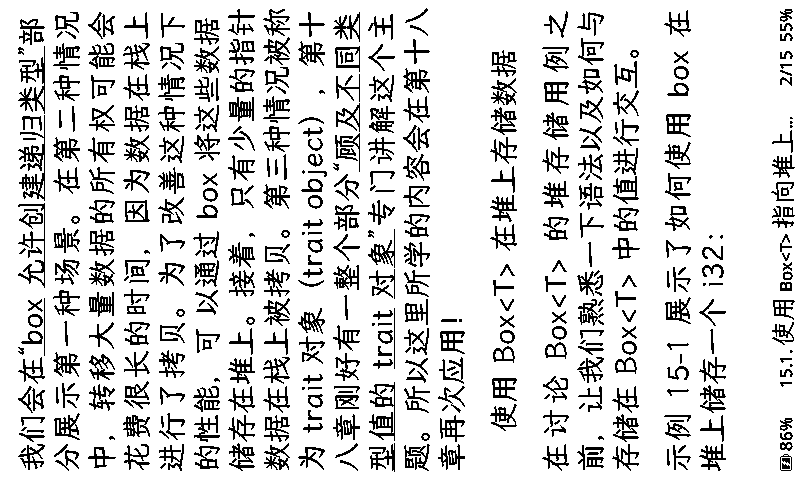 我们会在“box 允许创建递归类型”部
分展示第一种场景。在第二种情况
中，转移大量数据的所有权可能会
花费很长的时间，因为数据在栈上
进行了拷贝。为了改善这种情况下
的性能，可 以通过 box 将这些数据
储存在堆上。接着，只有少量的指针
数据在栈上被拷贝。第三种情况被称
为 trait 对象（trait object），第十
八章刚好有一整个部分“顾及不同类
型值的 trait 对象”专门讲解这个主
题。所以这里所学的内容会在第十八
章再次应用！
使用 Box<T> 在堆上存储数据
在讨论 Box<T> 的堆存储用例之
前，让我们熟悉一下语法以及如何与
存储在 Box<T> 中的值进行交互。
示例 15-1 展示了如何使用 box 在
堆上储存一个 i32：
86% 15.1. 使用 Box<T> 指向堆上... 2/15 55%